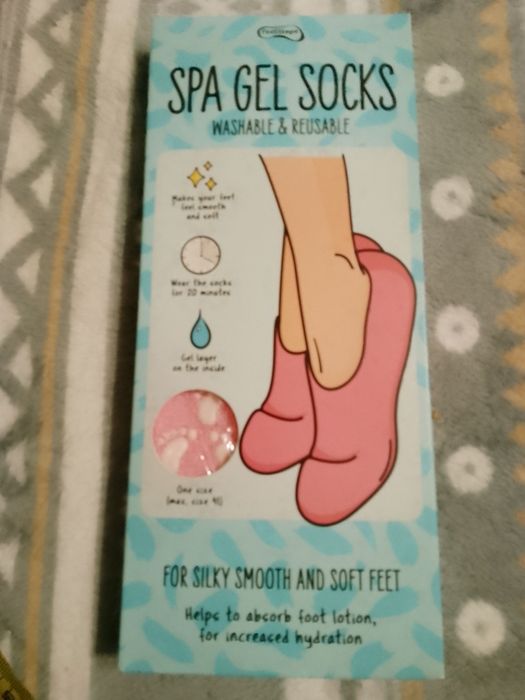 SPA GEL SOCKS
WASHABLE & REUSABLE
Makes your feet
feel smooth
and soft
Wear the socks
for 20 minutes
Gel layer
on the inside
One size
(max. size 41)
FOR SILKY SMOOTH AND SOFT FEET
Helps to absorb foot lotion,
for increased hydration